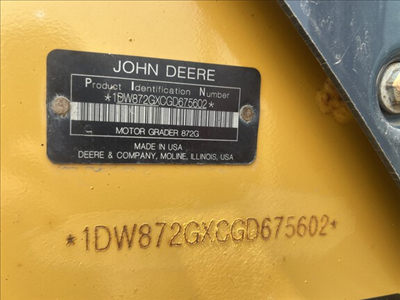 JOHN DEERE
Product Identification Number
*1DW872GXCGD675602*
MOTOR GRADER 872G
MADE IN USA
DEERE & COMPANY, MOLINE, ILLINOIS, USA
*1DW872GXCGD675602*